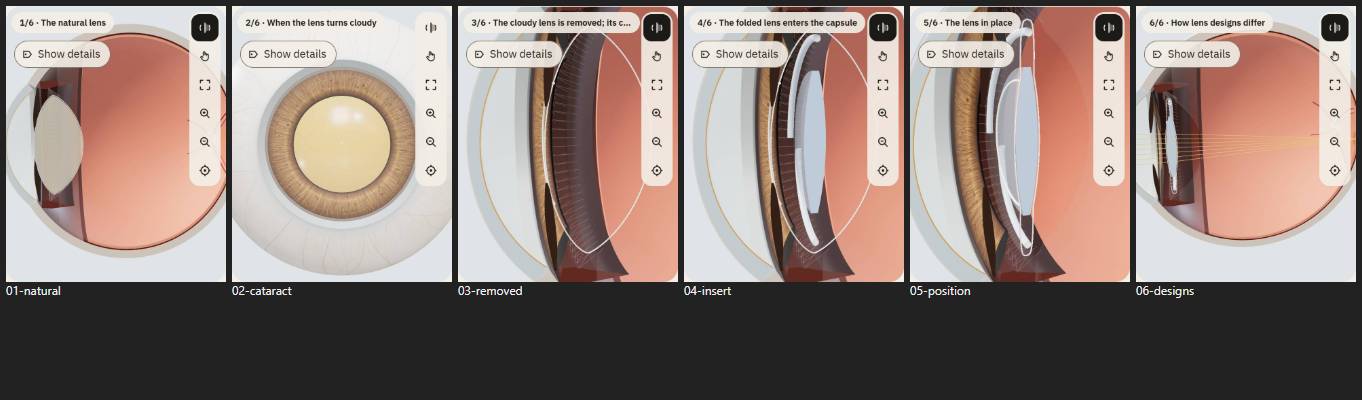 1/6 · The natural lens
Show details
01-natural
2/6 · When the lens turns cloudy
Show details
02-cataract
3/6 · The cloudy lens is removed; its c...
Show details
03-removed
4/6 · The folded lens enters the capsule
Show details
04-insert
5/6 · The lens in place
Show details
05-position
6/6 · How lens designs differ
Show details
06-designs